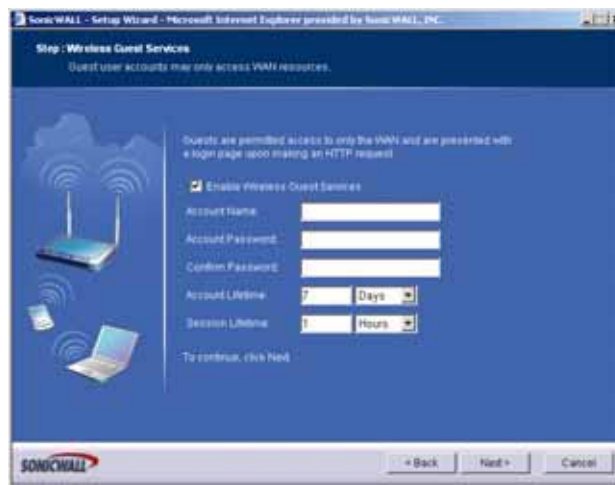 SonicWALL - Setup Wizard - Microsoft Internet Explorer provided by SonicWALL, INC.
Step : Wireless Guest Services
Guest user accounts may only access WAN resources.
Guests are permitted access to only the WAN and are presented with
a login page upon making an HTTP request
Enable Wireless Guest Services
Account Name:
Account Password:
Confirm Password:
Account Lifetime: 7 Days
Session Lifetime: 1 Hours
To continue, click Next.
SONICWALL
< Back Next > Cancel